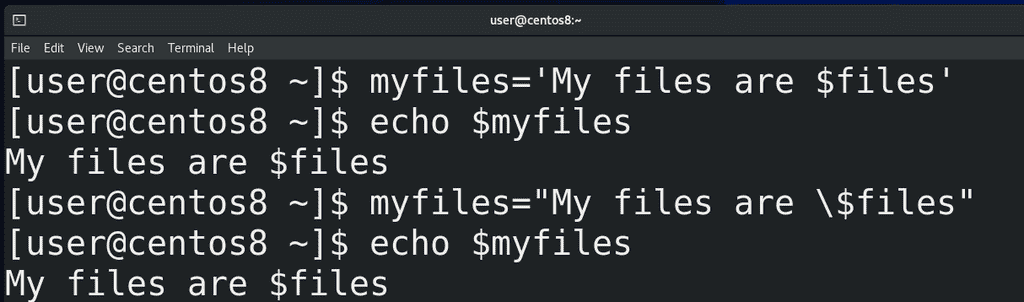 user@centos8:~
File Edit View Search Terminal Help
[user@centos8 ~]$ myfiles='My files are $files'
[user@centos8 ~]$ echo $myfiles
My files are $files
[user@centos8 ~]$ myfiles="My files are \$files"
[user@centos8 ~]$ echo $myfiles
My files are $files